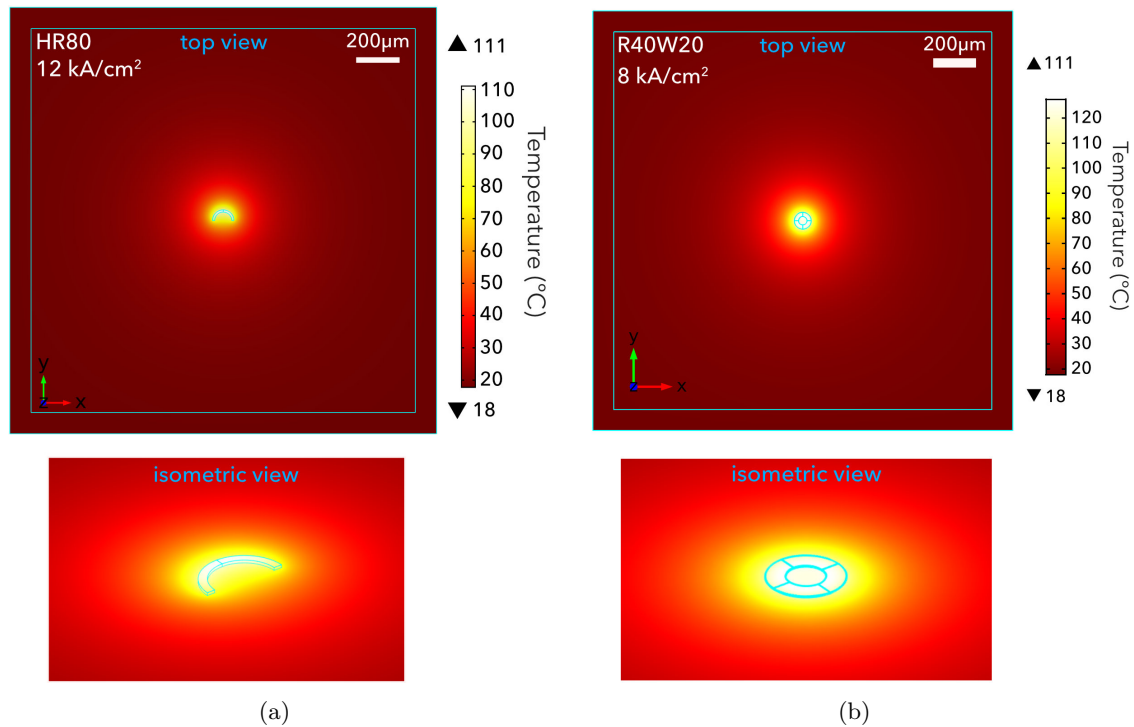 HR80
top view
200μm
12 kA/cm²
▲ 111
110
100
90
80
70
60
50
40
30
20
▼ 18
Temperature (°C)
y
z
x
isometric view
(a)
R40W20
top view
200μm
8 kA/cm²
▲ 111
120
100
90
80
70
60
50
40
30
20
▼ 18
Temperature (°C)
y
z
x
isometric view
(b)